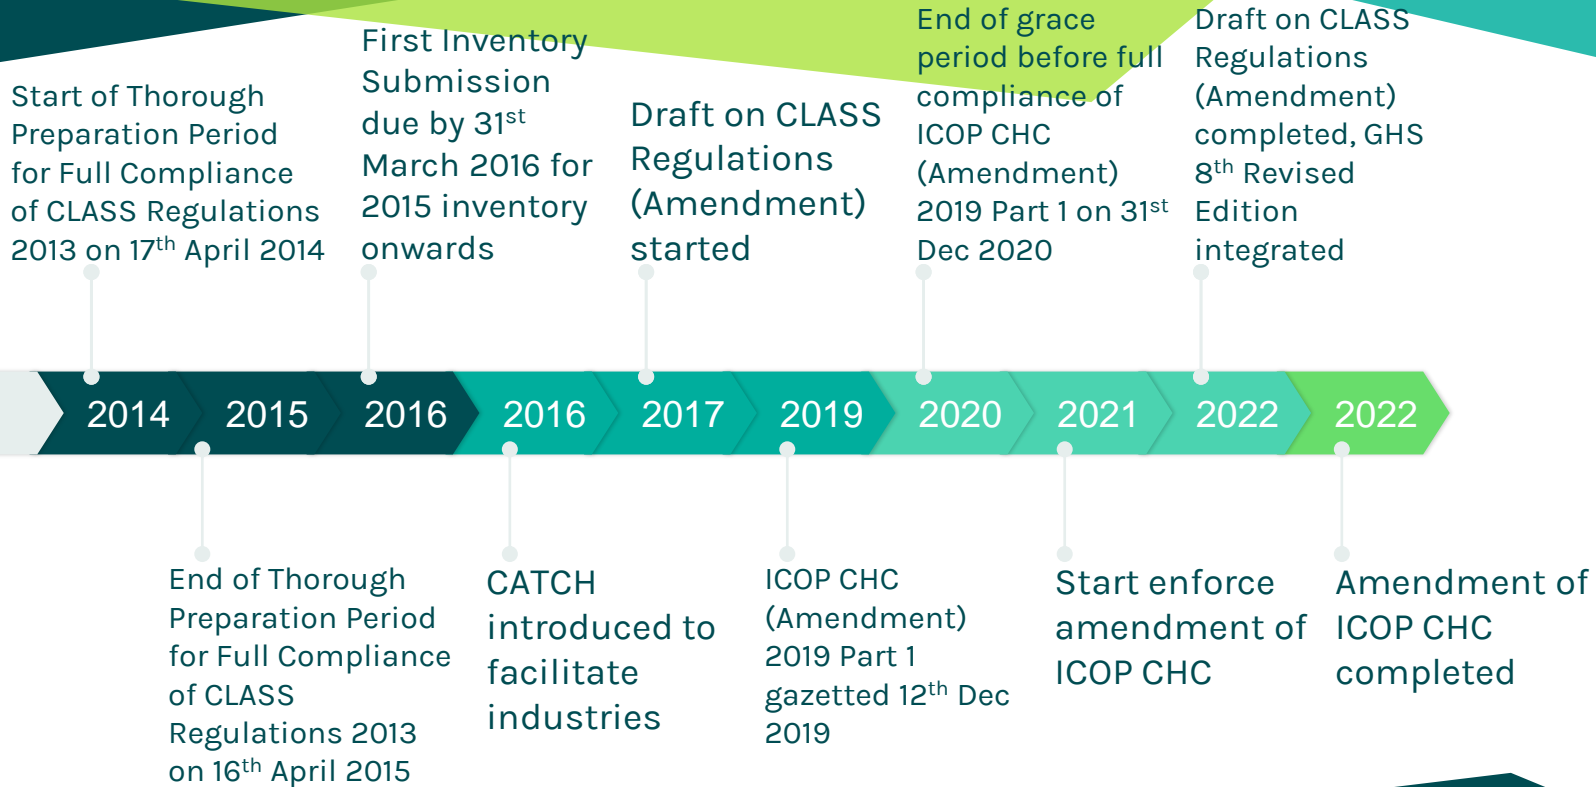 Start of Thorough
Preparation Period
for Full Compliance
of CLASS Regulations
2013 on 17th April 2014
First Inventory
Submission
due by 31st
March 2016 for
2015 inventory
onwards
Draft on CLASS
Regulations
(Amendment)
started
End of grace
period before full
compliance of
ICOP CHC
(Amendment)
2019 Part 1 on 31st
Dec 2020
Draft on CLASS
Regulations
(Amendment)
completed, GHS
8th Revised
Edition
integrated
2014 2015 2016 2016 2017 2019 2020 2021 2022 2022
End of Thorough
Preparation Period
for Full Compliance
of CLASS
Regulations 2013
on 16th April 2015
CATCH
introduced to
facilitate
industries
ICOP CHC
(Amendment)
2019 Part 1
gazetted 12th Dec
2019
Start enforce
amendment of
ICOP CHC
Amendment of
ICOP CHC
completed